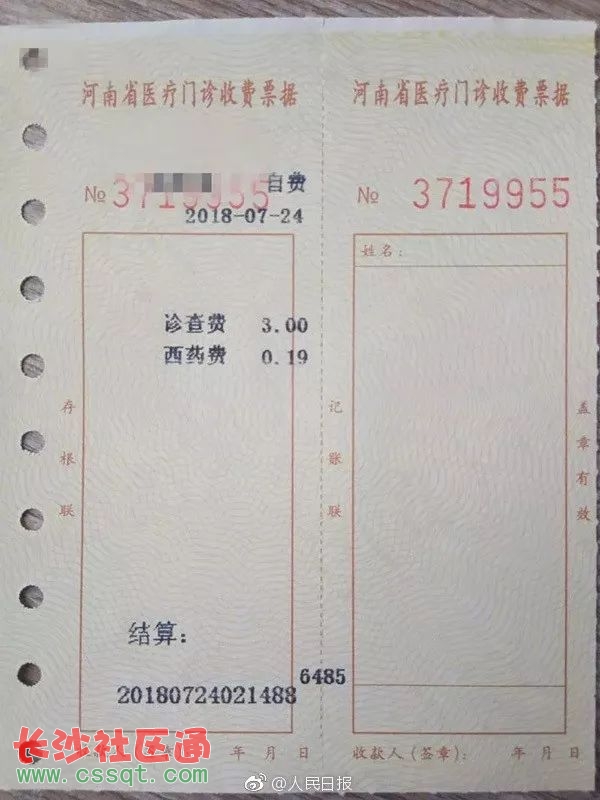 河南省医疗门诊收费票据
自费
№ 3719955
2018-07-24
诊查费 3.00
西药费 0.19
存根联
结算:
6485
20180724021488
年 月 日
河南省医疗门诊收费票据
№ 3719955
姓名:
记账联
盖章有效
收款人(签章): 年 月 日
长沙社区通
www.cssqt.com
@人民日报